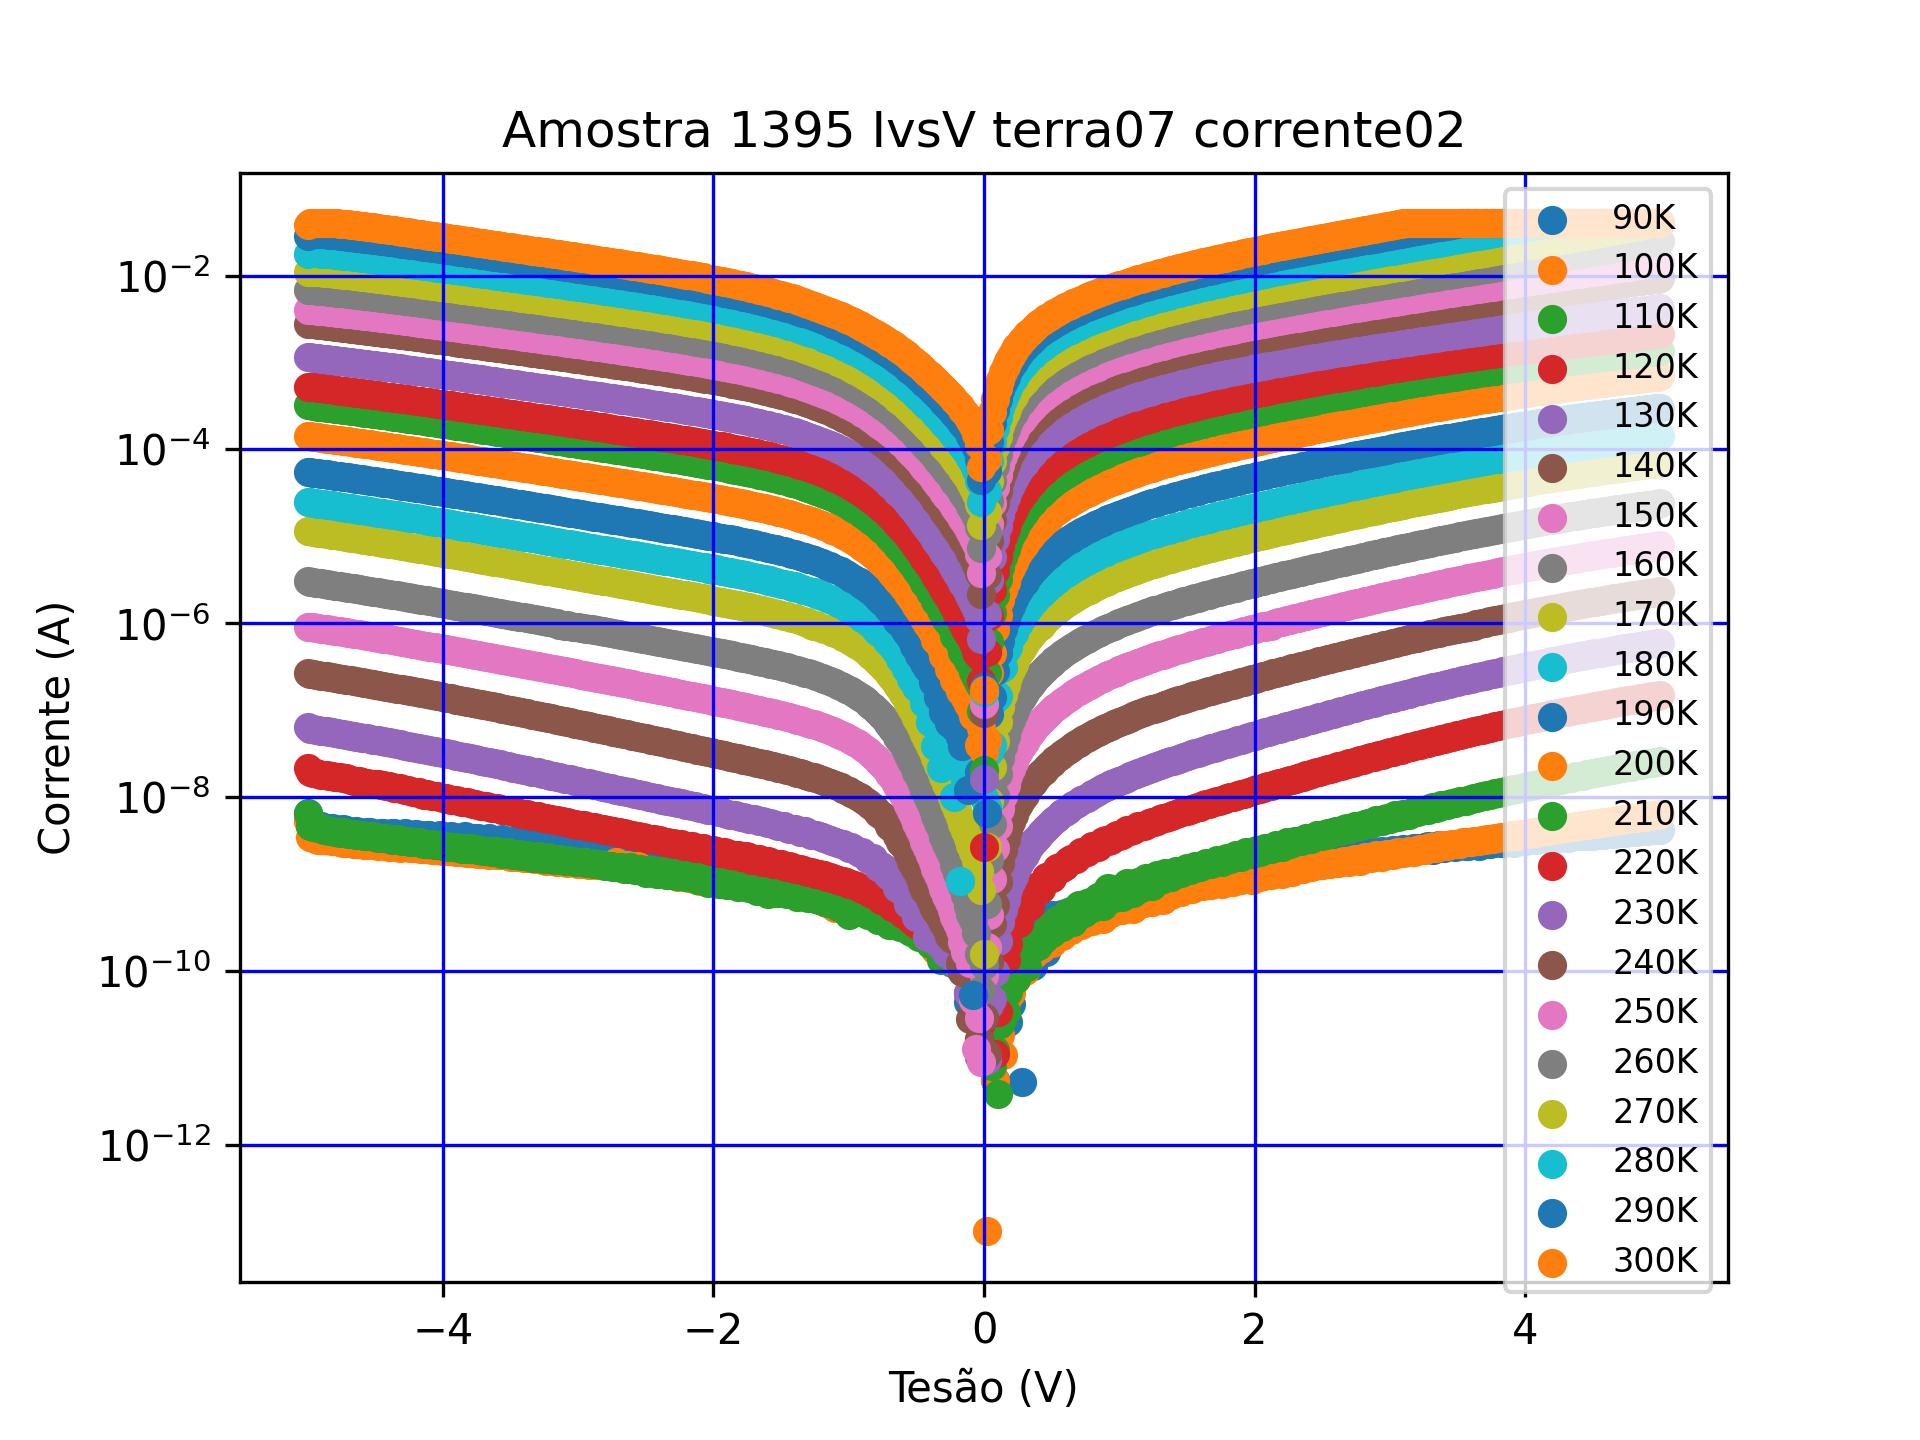 Amostra 1395 IvsV terra07 corrente02
Corrente (A)
10⁻²
10⁻⁴
10⁻⁶
10⁻⁸
10⁻¹⁰
10⁻¹²
90K
100K
110K
120K
130K
140K
150K
160K
170K
180K
190K
200K
210K
220K
230K
240K
250K
260K
270K
280K
290K
300K
−4 −2 0 2 4
Tesão (V)